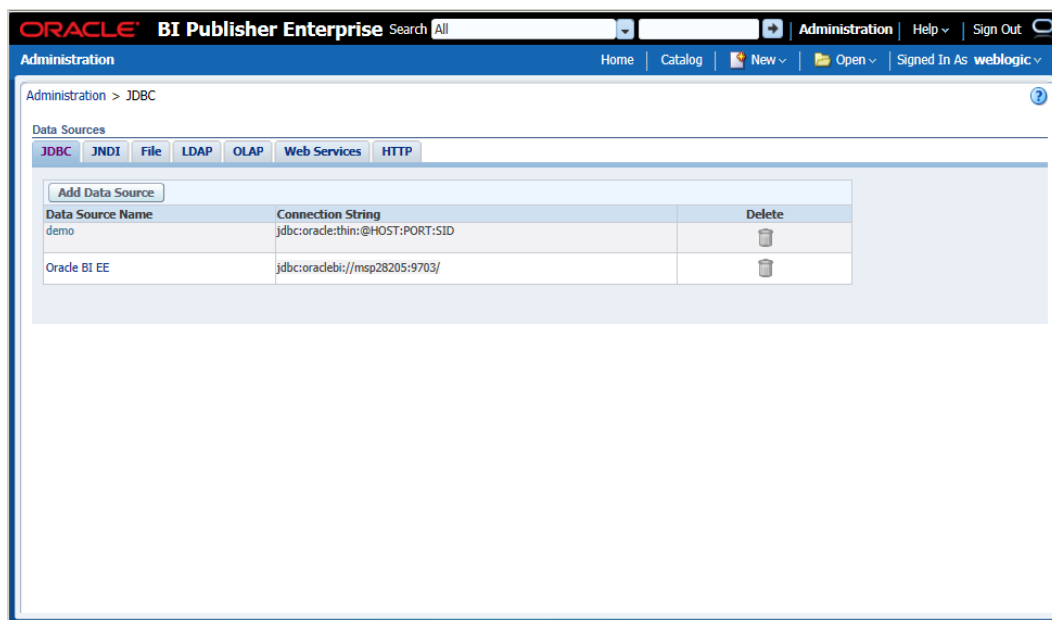 ORACLE BI Publisher Enterprise Search All Administration Help Sign Out
Administration Home Catalog New Open Signed In As weblogic
Administration > JDBC
Data Sources
JDBC JNDI File LDAP OLAP Web Services HTTP
Add Data Source
Data Source Name Connection String Delete
demo jdbc:oracle:thin:@HOST:PORT:SID
Oracle BI EE jdbc:oraclebi://msp28205:9703/